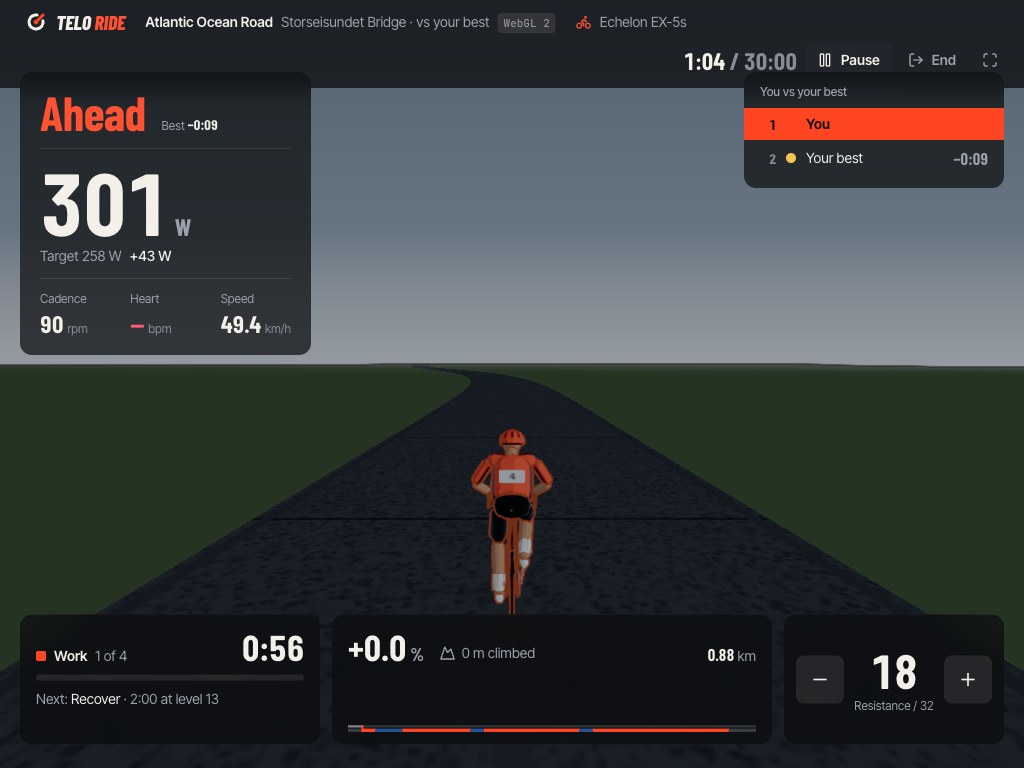 TELO RIDE Atlantic Ocean Road Storseisundet Bridge · vs your best WebGL 2 Echelon EX-5s
1:04 / 30:00 Pause End
Ahead Best −0:09
301 W
Target 258 W +43 W
Cadence Heart Speed
90 rpm — bpm 49.4 km/h
You vs your best
1 You
2 Your best −0:09
4
Work 1 of 4 0:56
Next: Recover · 2:00 at level 13
+0.0 % 0 m climbed 0.88 km
− 18 +
Resistance / 32